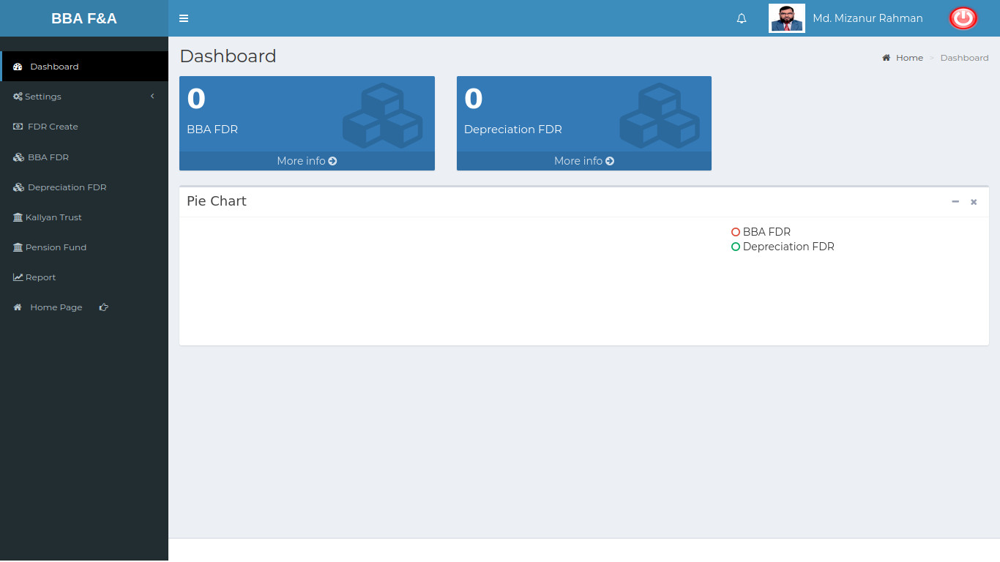 BBA F&A
Md. Mizanur Rahman
Dashboard
Settings
FDR Create
BBA FDR
Depreciation FDR
Kallyan Trust
Pension Fund
Report
Home Page
Dashboard
Home > Dashboard
0
BBA FDR
More info
0
Depreciation FDR
More info
Pie Chart
BBA FDR
Depreciation FDR